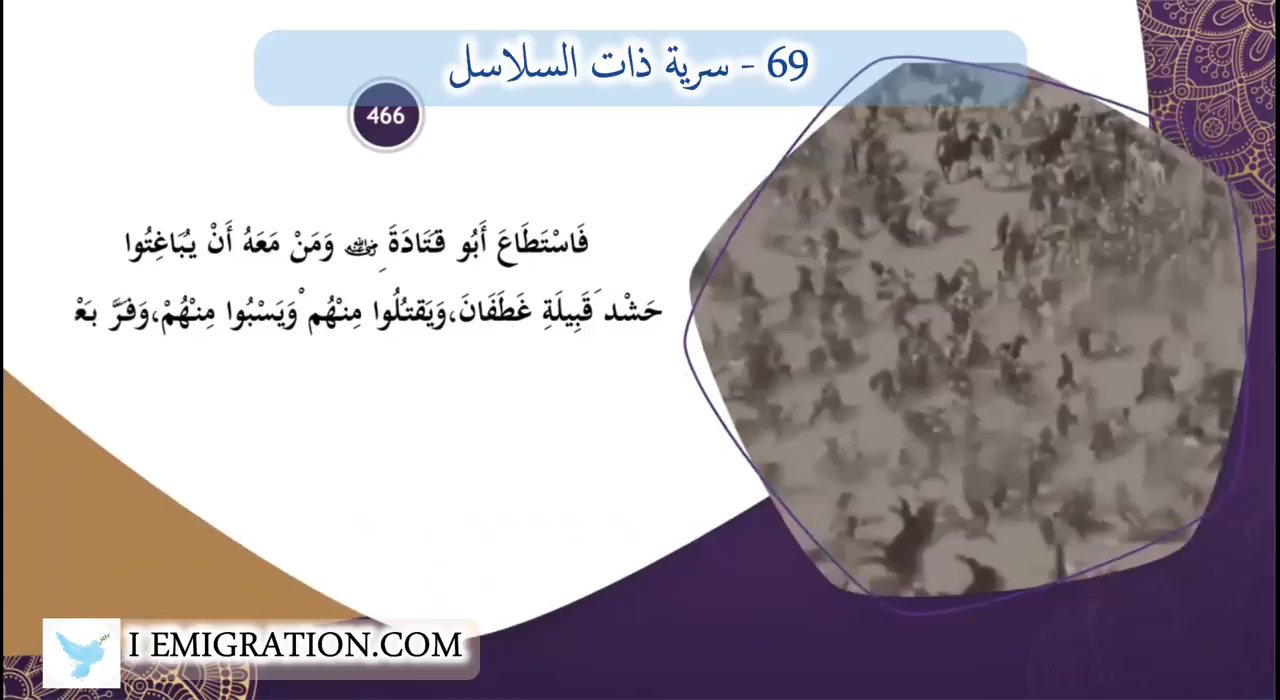 69 - سرية ذات السلاسل
466
فَاسْتَطَاعَ أَبُو قَتَادَةَ ﵁ وَمَنْ مَعَهُ أَنْ يُبَاغِتُوا
حَشْدَ قَبِيلَةِ غَطَفَانَ،وَيَقتُلُوا مِنْهُمْ وَيَسْبُوا مِنْهُمْ،وَفَرَّ بَعْ
I EMIGRATION.COM